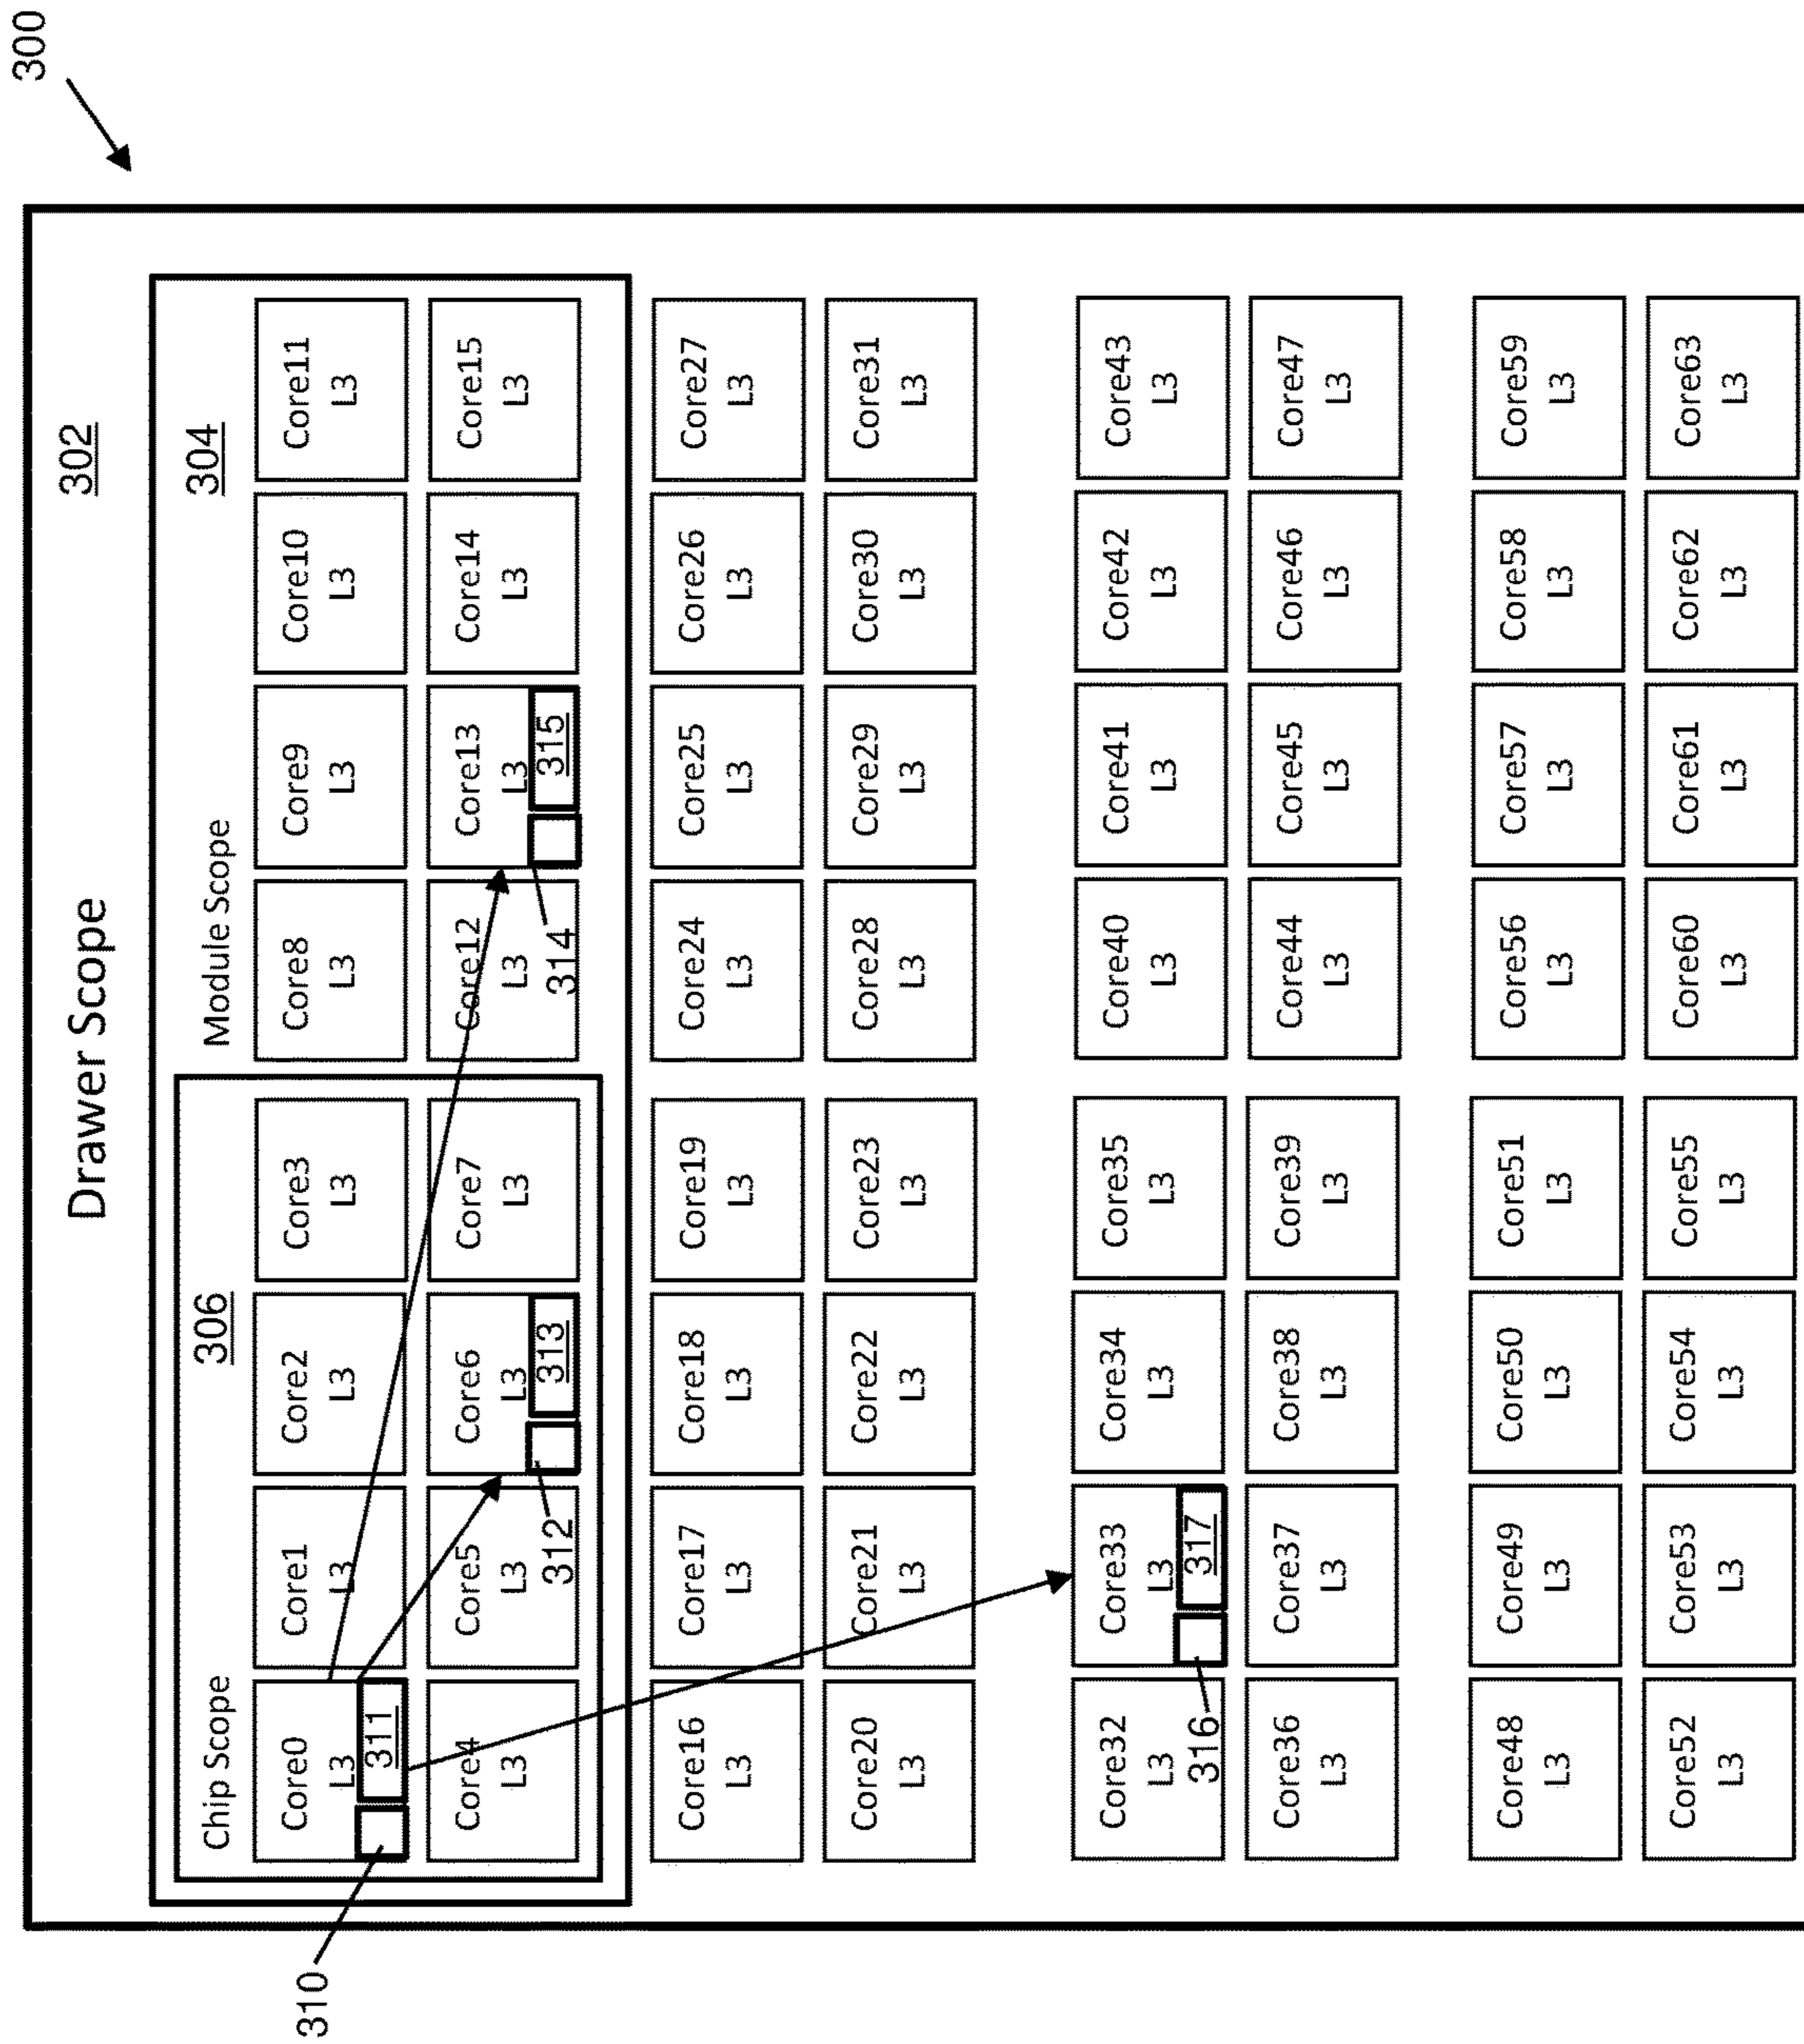 300
Drawer Scope
302
Chip Scope
306
Module Scope
304
Core0
L3
311
310
Core1
L3
Core2
L3
Core3
L3
Core8
L3
Core9
L3
Core10
L3
Core11
L3
Core4
L3
Core5
L3
312
Core6
L3
313
Core7
L3
Core12
L3
314
Core13
L3
315
Core14
L3
Core15
L3
Core16
L3
Core17
L3
Core18
L3
Core19
L3
Core24
L3
Core25
L3
Core26
L3
Core27
L3
Core20
L3
Core21
L3
Core22
L3
Core23
L3
Core28
L3
Core29
L3
Core30
L3
Core31
L3
Core32
L3
316
Core33
L3
317
Core34
L3
Core35
L3
Core40
L3
Core41
L3
Core42
L3
Core43
L3
Core36
L3
Core37
L3
Core38
L3
Core39
L3
Core44
L3
Core45
L3
Core46
L3
Core47
L3
Core48
L3
Core49
L3
Core50
L3
Core51
L3
Core56
L3
Core57
L3
Core58
L3
Core59
L3
Core52
L3
Core53
L3
Core54
L3
Core55
L3
Core60
L3
Core61
L3
Core62
L3
Core63
L3